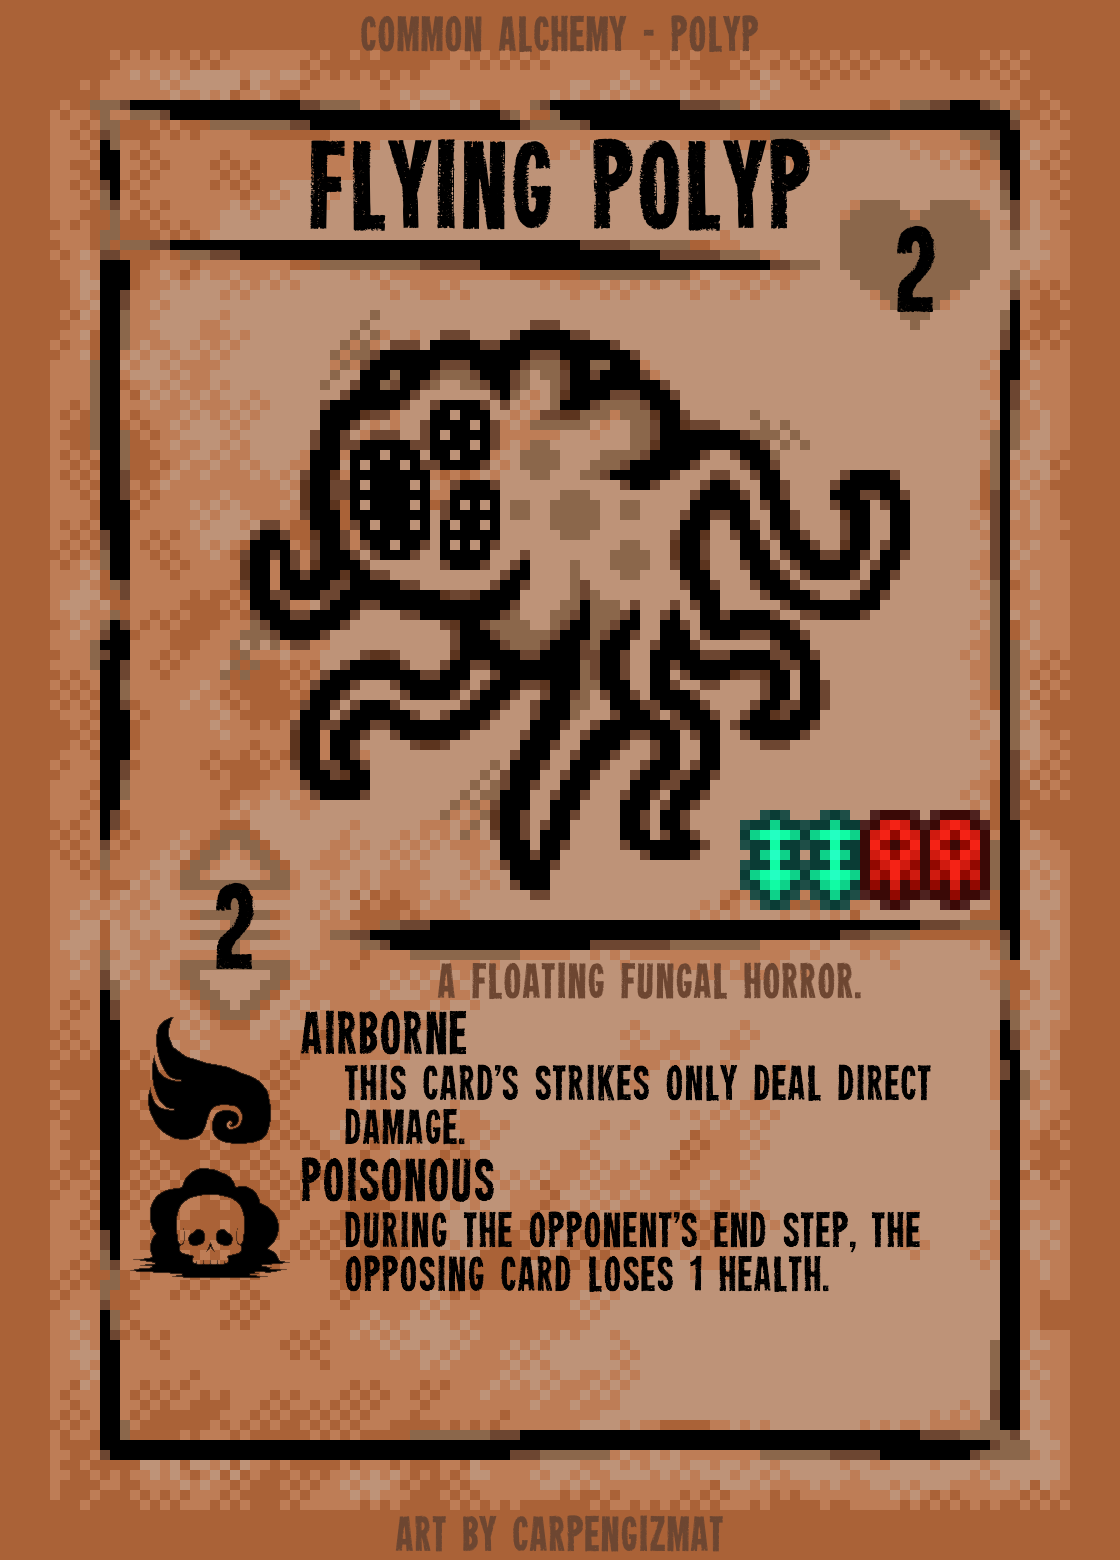 COMMON ALCHEMY - POLYP
FLYING POLYP
2
2
A FLOATING FUNGAL HORROR.
AIRBORNE
THIS CARD'S STRIKES ONLY DEAL DIRECT
DAMAGE.
POISONOUS
DURING THE OPPONENT'S END STEP, THE
OPPOSING CARD LOSES 1 HEALTH.
ART BY CARPENGIZMAT